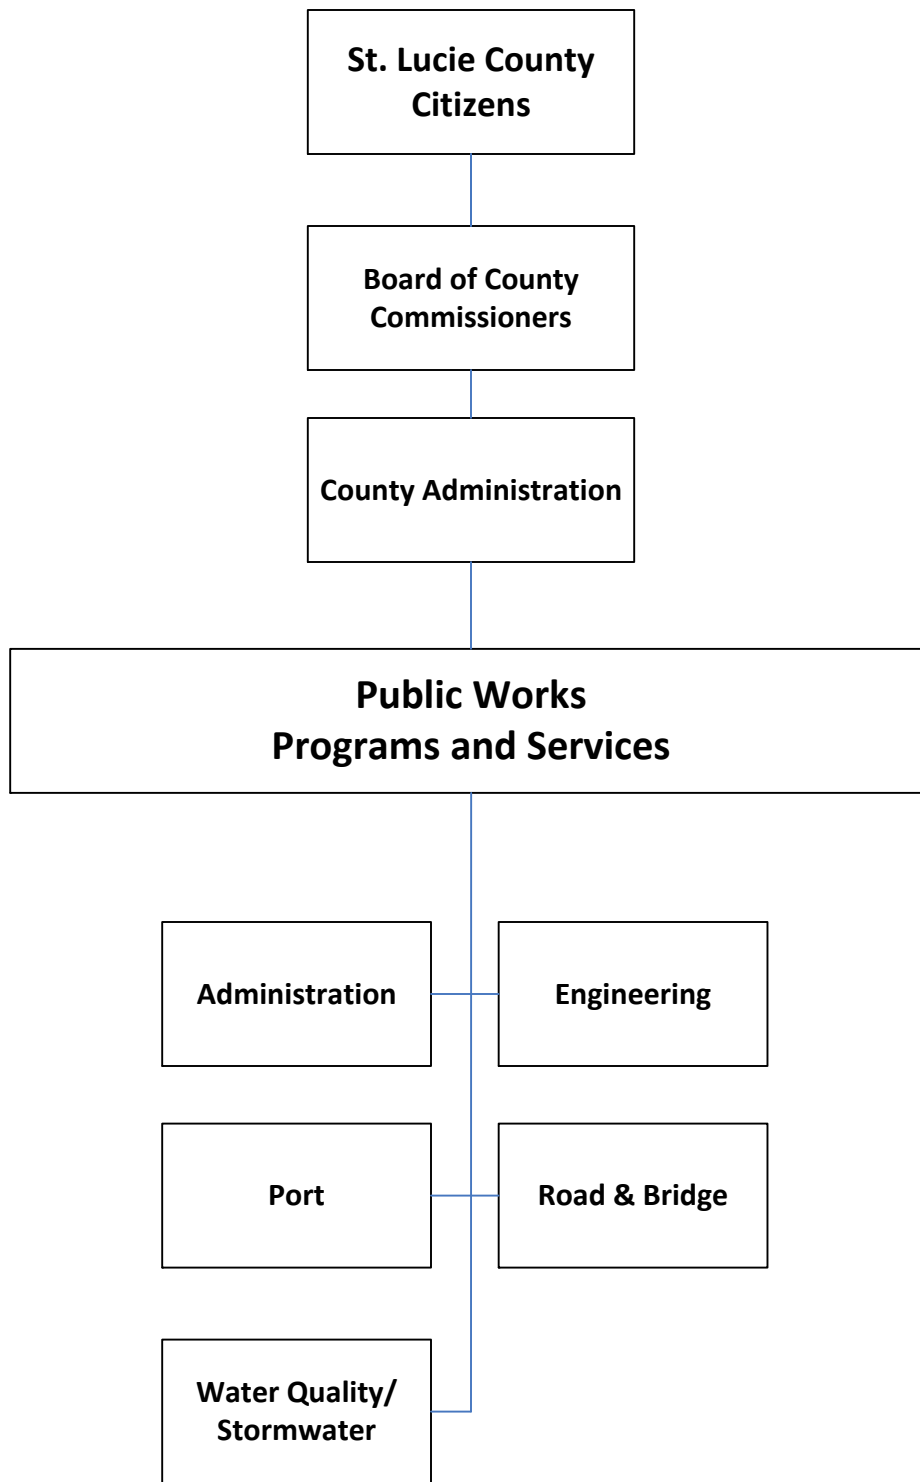 St. Lucie County
Citizens
Board of County
Commissioners
County Administration
Public Works
Programs and Services
Administration
Engineering
Port
Road & Bridge
Water Quality/
Stormwater